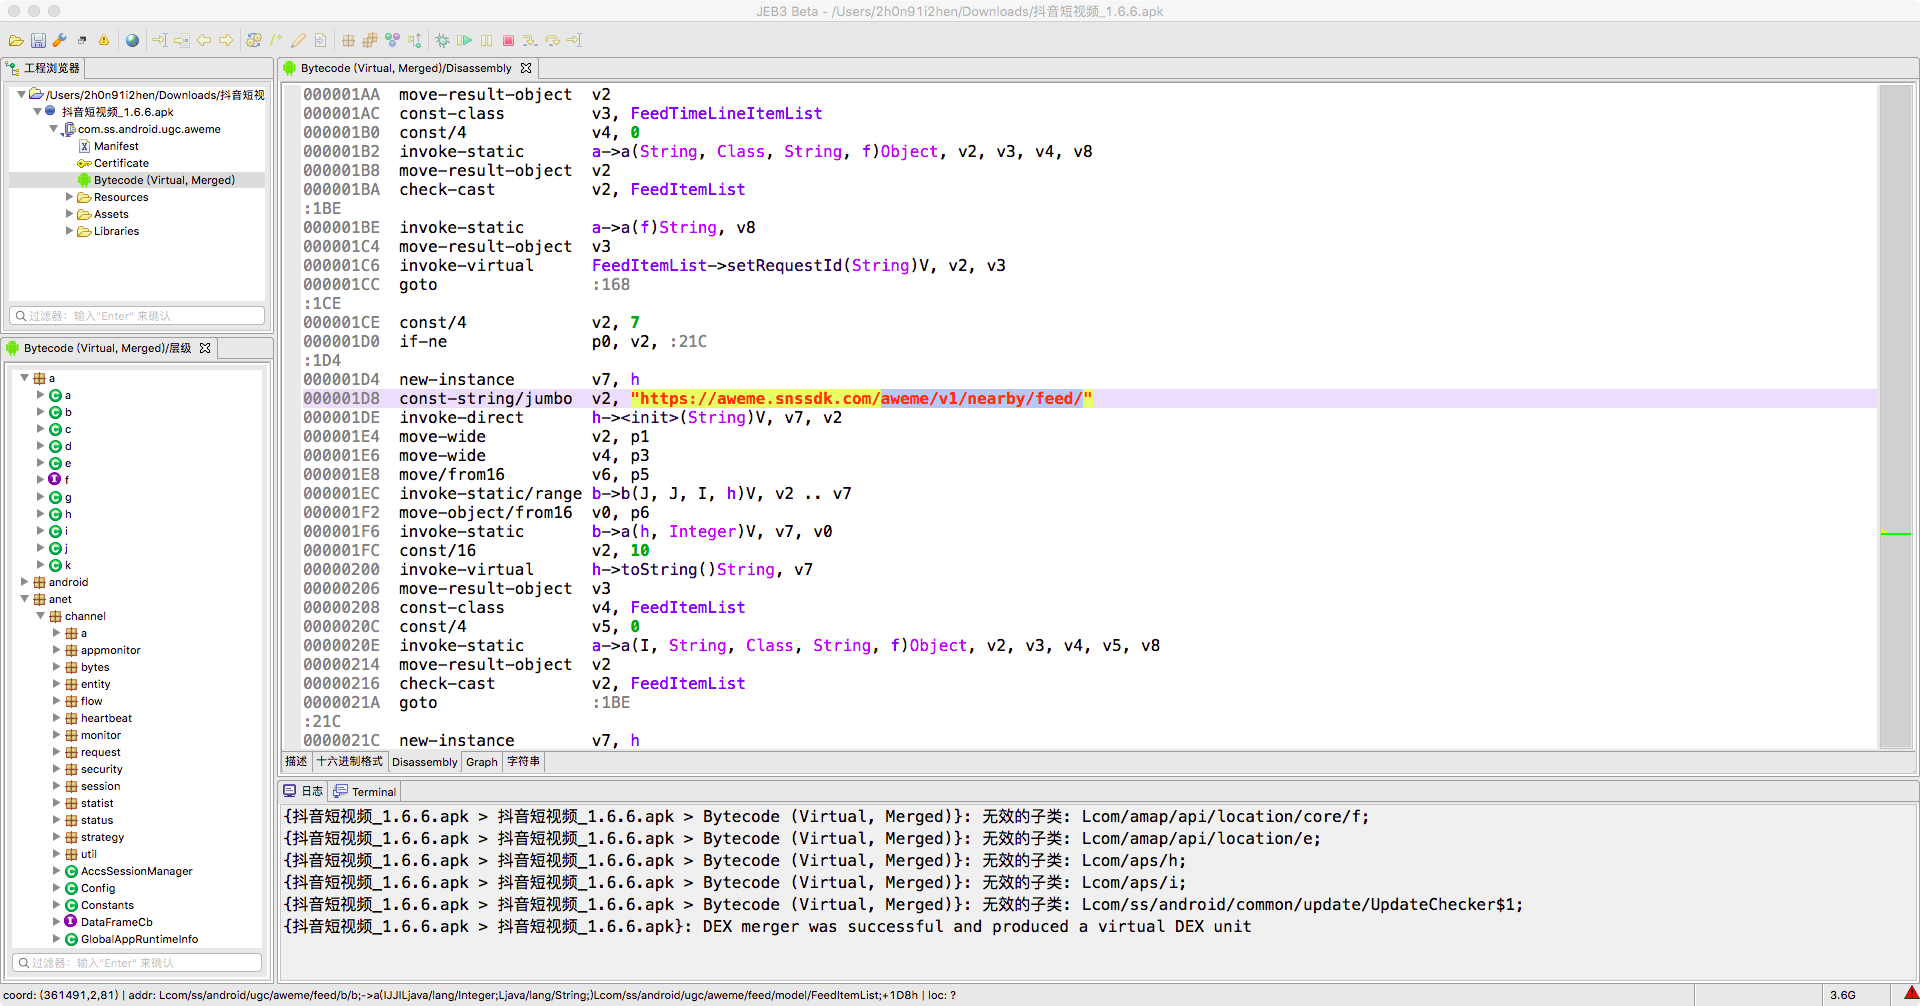 JEB3 Beta - /Users/2h0n91i2hen/Downloads/抖音短视频_1.6.6.apk
工程浏览器
/Users/2h0n91i2hen/Downloads/抖音短视
抖音短视频_1.6.6.apk
com.ss.android.ugc.aweme
Manifest
Certificate
Bytecode (Virtual, Merged)
Resources
Assets
Libraries
过滤器: 输入"Enter" 来确认
Bytecode (Virtual, Merged)/层级
a
a
b
c
d
e
f
g
h
i
j
k
android
anet
channel
a
appmonitor
bytes
entity
flow
heartbeat
monitor
request
security
session
statist
status
strategy
util
AccsSessionManager
Config
Constants
DataFrameCb
GlobalAppRuntimeInfo
过滤器: 输入"Enter" 来确认
Bytecode (Virtual, Merged)/Disassembly
000001AA move-result-object v2
000001AC const-class v3, FeedTimeLineItemList
000001B0 const/4 v4, 0
000001B2 invoke-static a->a(String, Class, String, f)Object, v2, v3, v4, v8
000001B8 move-result-object v2
000001BA check-cast v2, FeedItemList
:1BE
000001BE invoke-static a->a(f)String, v8
000001C4 move-result-object v3
000001C6 invoke-virtual FeedItemList->setRequestId(String)V, v2, v3
000001CC goto :168
:1CE
000001CE const/4 v2, 7
000001D0 if-ne p0, v2, :21C
:1D4
000001D4 new-instance v7, h
000001D8 const-string/jumbo v2, "https://aweme.snssdk.com/aweme/v1/nearby/feed/"
000001DE invoke-direct h-><init>(String)V, v7, v2
000001E4 move-wide v2, p1
000001E6 move-wide v4, p3
000001E8 move/from16 v6, p5
000001EC invoke-static/range b->b(J, J, I, h)V, v2 .. v7
000001F2 move-object/from16 v0, p6
000001F6 invoke-static b->a(h, Integer)V, v7, v0
000001FC const/16 v2, 10
00000200 invoke-virtual h->toString()String, v7
00000206 move-result-object v3
00000208 const-class v4, FeedItemList
0000020C const/4 v5, 0
0000020E invoke-static a->a(I, String, Class, String, f)Object, v2, v3, v4, v5, v8
00000214 move-result-object v2
00000216 check-cast v2, FeedItemList
0000021A goto :1BE
:21C
0000021C new-instance v7, h
描述 十六进制格式 Disassembly Graph 字符串
日志 Terminal
{抖音短视频_1.6.6.apk > 抖音短视频_1.6.6.apk > Bytecode (Virtual, Merged)}: 无效的子类: Lcom/amap/api/location/core/f;
{抖音短视频_1.6.6.apk > 抖音短视频_1.6.6.apk > Bytecode (Virtual, Merged)}: 无效的子类: Lcom/amap/api/location/e;
{抖音短视频_1.6.6.apk > 抖音短视频_1.6.6.apk > Bytecode (Virtual, Merged)}: 无效的子类: Lcom/aps/h;
{抖音短视频_1.6.6.apk > 抖音短视频_1.6.6.apk > Bytecode (Virtual, Merged)}: 无效的子类: Lcom/aps/i;
{抖音短视频_1.6.6.apk > 抖音短视频_1.6.6.apk > Bytecode (Virtual, Merged)}: 无效的子类: Lcom/ss/android/common/update/UpdateChecker$1;
{抖音短视频_1.6.6.apk > 抖音短视频_1.6.6.apk}: DEX merger was successful and produced a virtual DEX unit
coord: (361491,2,81) | addr: Lcom/ss/android/ugc/aweme/feed/b/b;->a(IJJILjava/lang/Integer;Ljava/lang/String;)Lcom/ss/android/ugc/aweme/feed/model/FeedItemList;+1D8h | loc: ?
3.6G